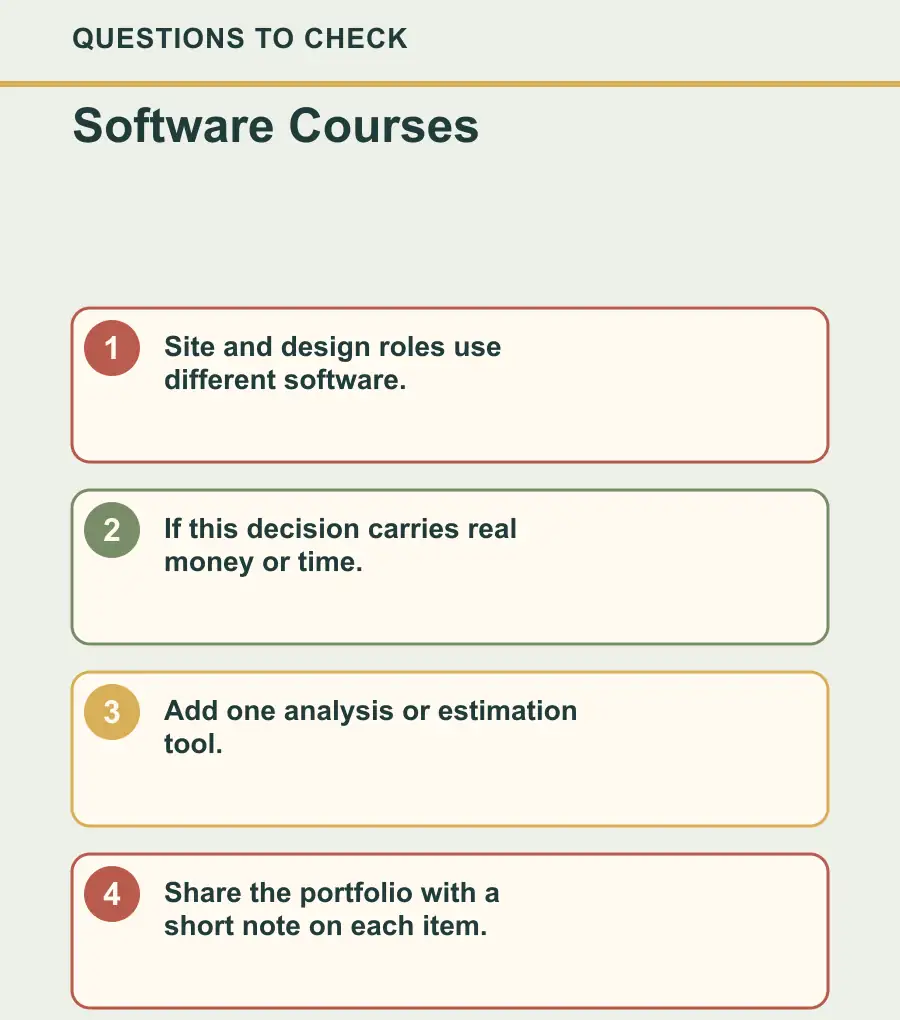 QUESTIONS TO CHECK
Software Courses
1
Site and design roles use
different software.
2
If this decision carries real
money or time.
3
Add one analysis or estimation
tool.
4
Share the portfolio with a
short note on each item.